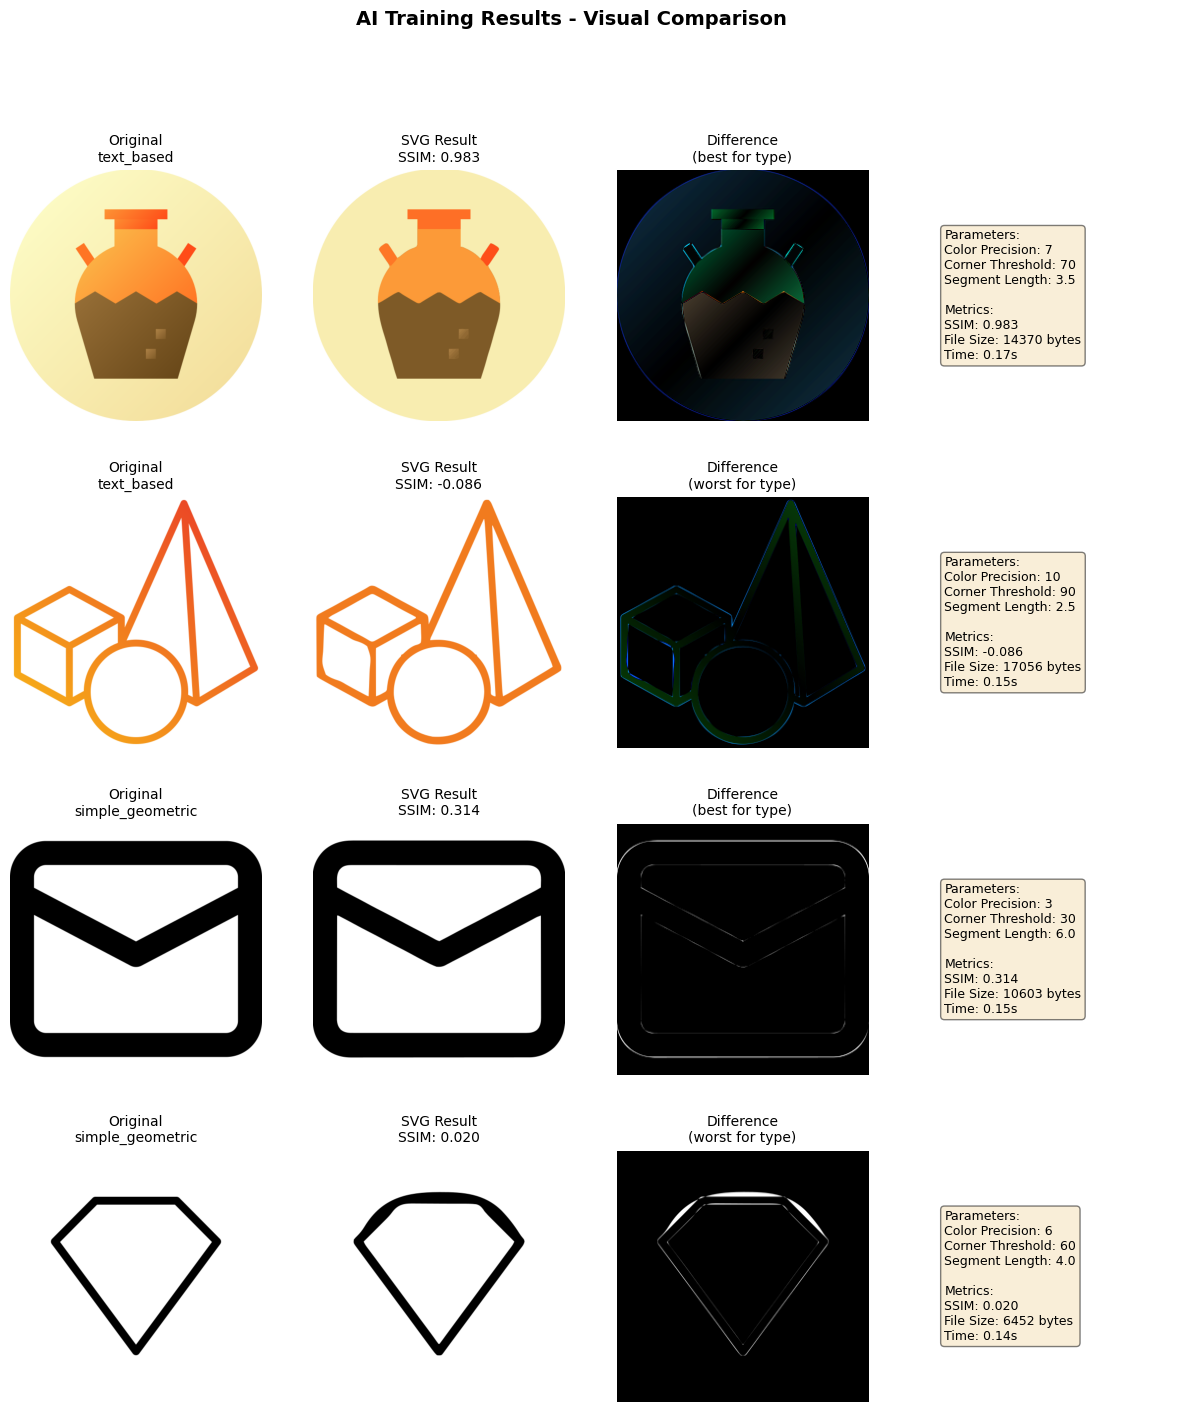 AI Training Results - Visual Comparison
Original
text_based
SVG Result
SSIM: 0.983
Difference
(best for type)
Parameters:
Color Precision: 7
Corner Threshold: 70
Segment Length: 3.5
Metrics:
SSIM: 0.983
File Size: 14370 bytes
Time: 0.17s
Original
text_based
SVG Result
SSIM: -0.086
Difference
(worst for type)
Parameters:
Color Precision: 10
Corner Threshold: 90
Segment Length: 2.5
Metrics:
SSIM: -0.086
File Size: 17056 bytes
Time: 0.15s
Original
simple_geometric
SVG Result
SSIM: 0.314
Difference
(best for type)
Parameters:
Color Precision: 3
Corner Threshold: 30
Segment Length: 6.0
Metrics:
SSIM: 0.314
File Size: 10603 bytes
Time: 0.15s
Original
simple_geometric
SVG Result
SSIM: 0.020
Difference
(worst for type)
Parameters:
Color Precision: 6
Corner Threshold: 60
Segment Length: 4.0
Metrics:
SSIM: 0.020
File Size: 6452 bytes
Time: 0.14s